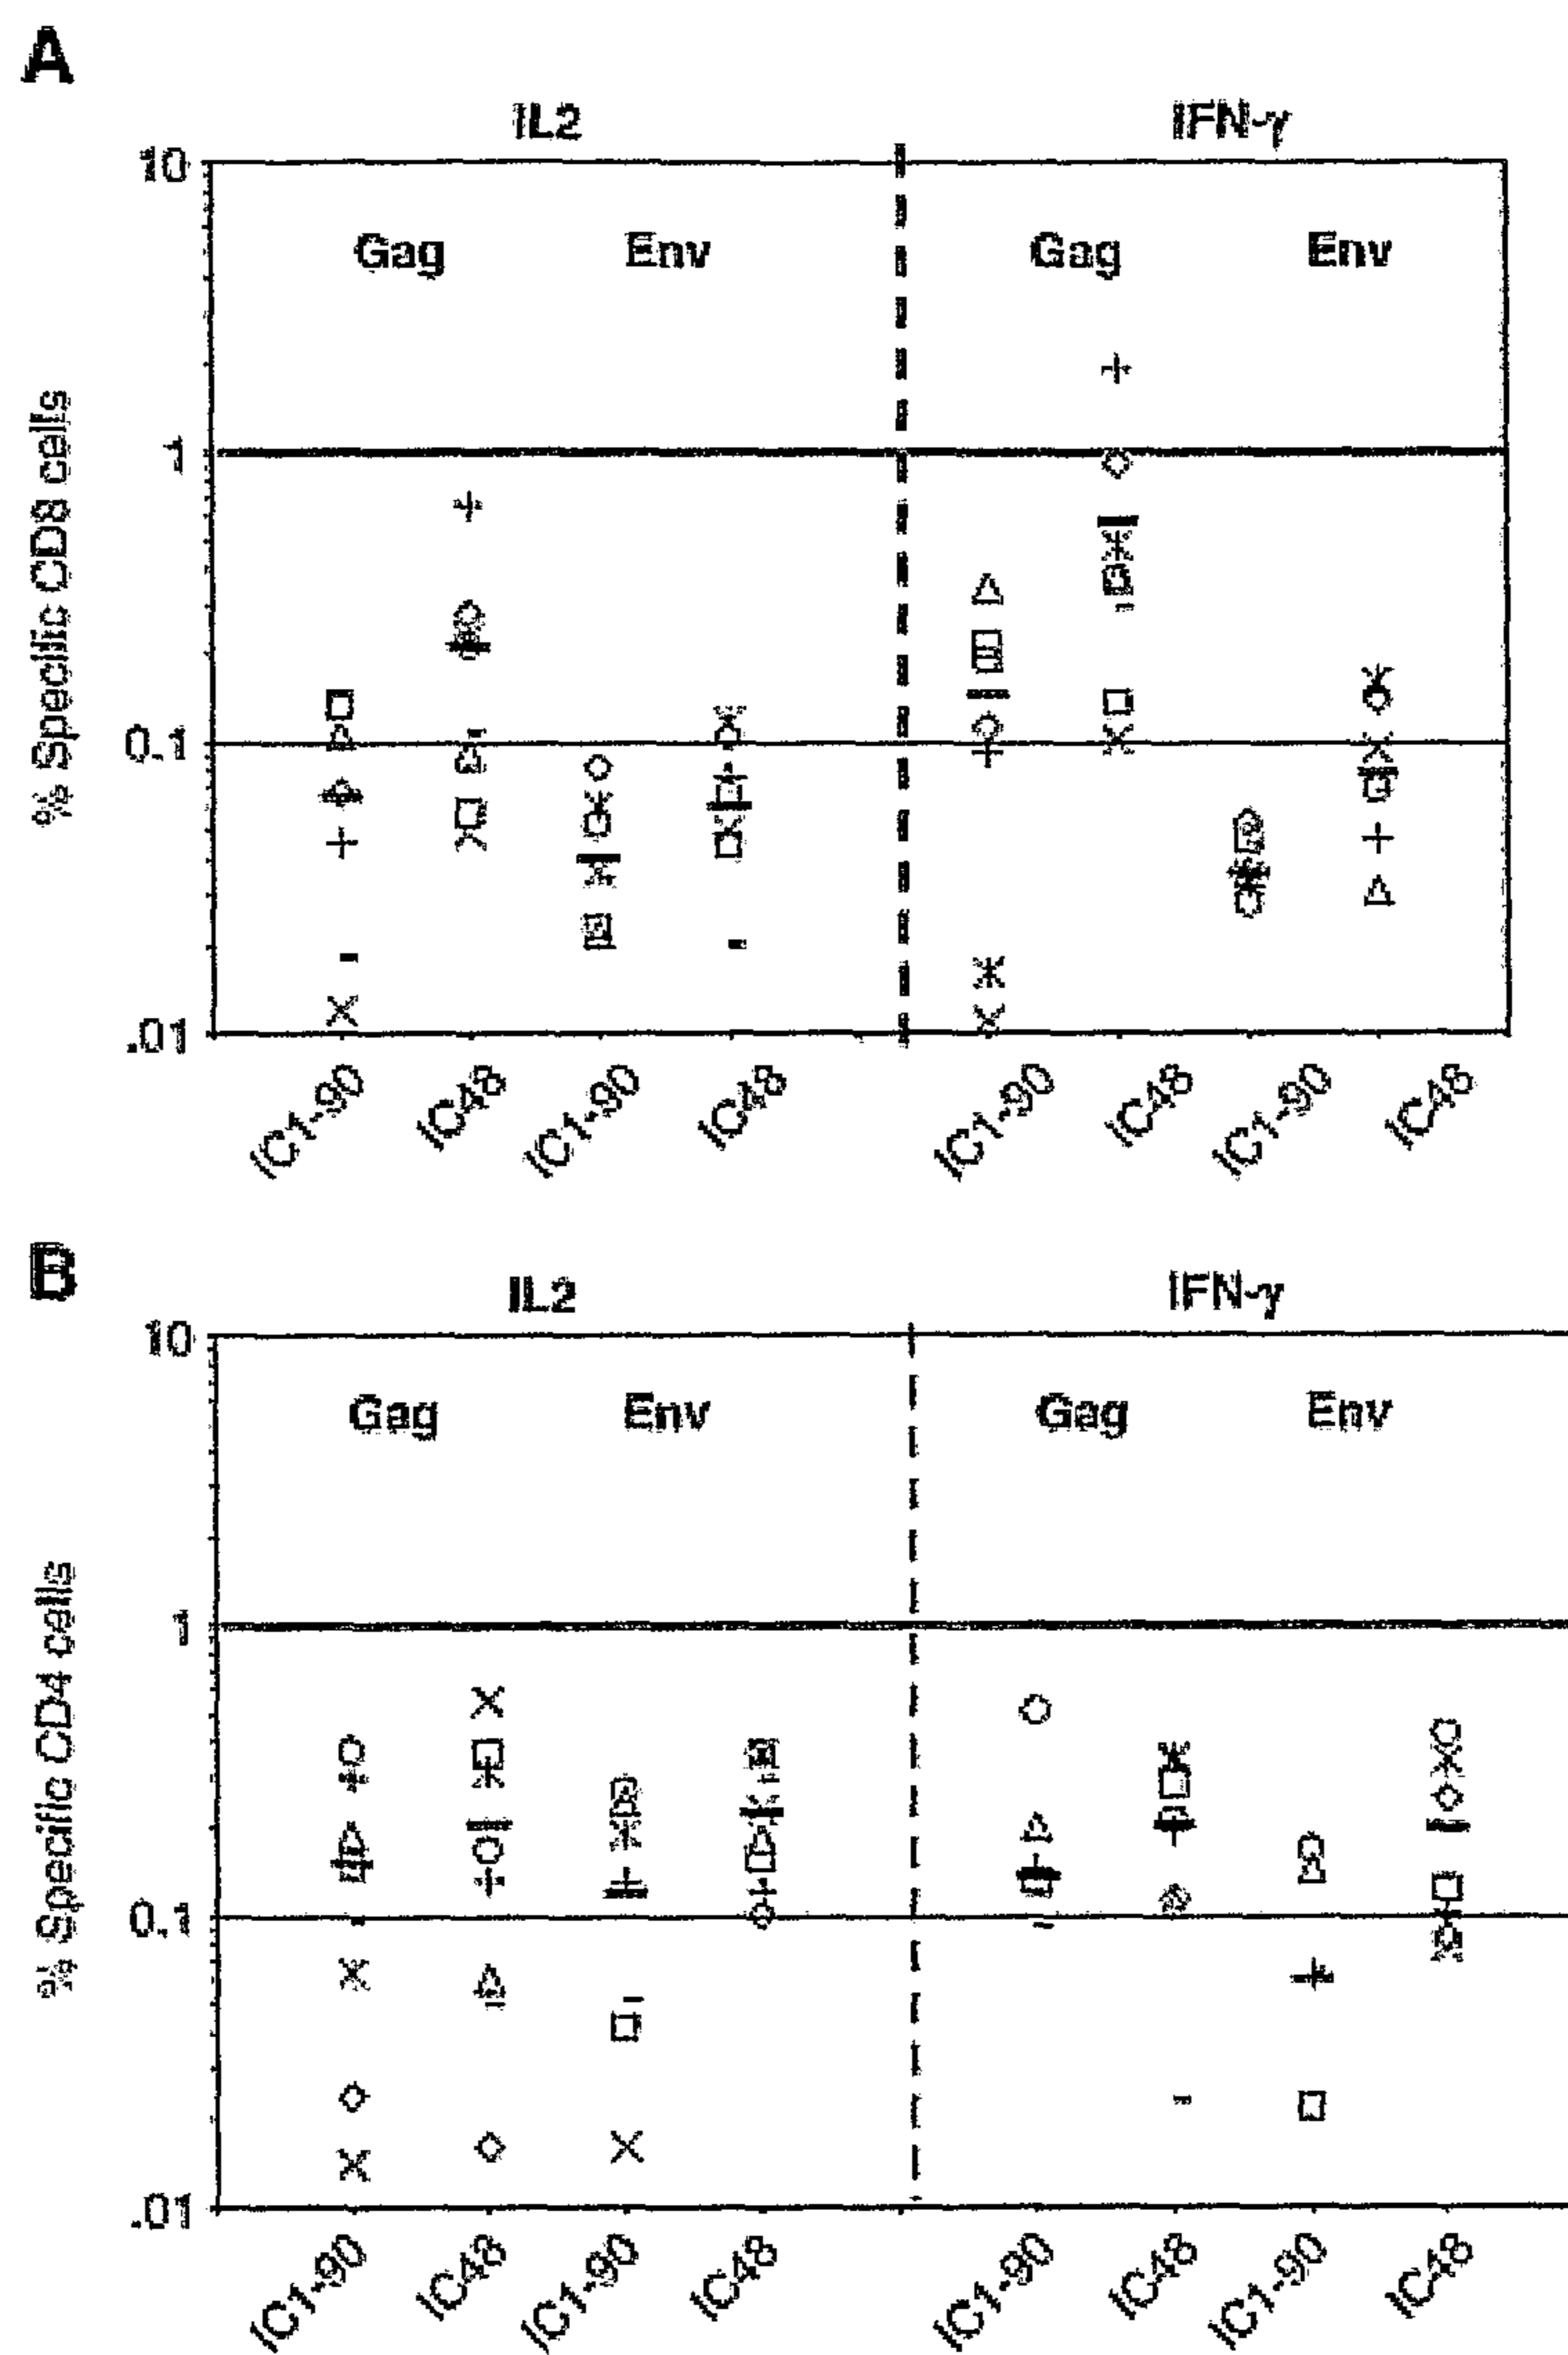 A
IL2 IFN-γ
10
Gag Env Gag Env
% Specific CD8 cells
1
0.1
.01
IC1-90 IC48 IC1-90 IC48 IC1-90 IC48 IC1-90 IC48
B
IL2 IFN-γ
10
Gag Env Gag Env
% Specific CD4 cells
1
0.1
.01
IC1-90 IC48 IC1-90 IC48 IC1-90 IC48 IC1-90 IC48